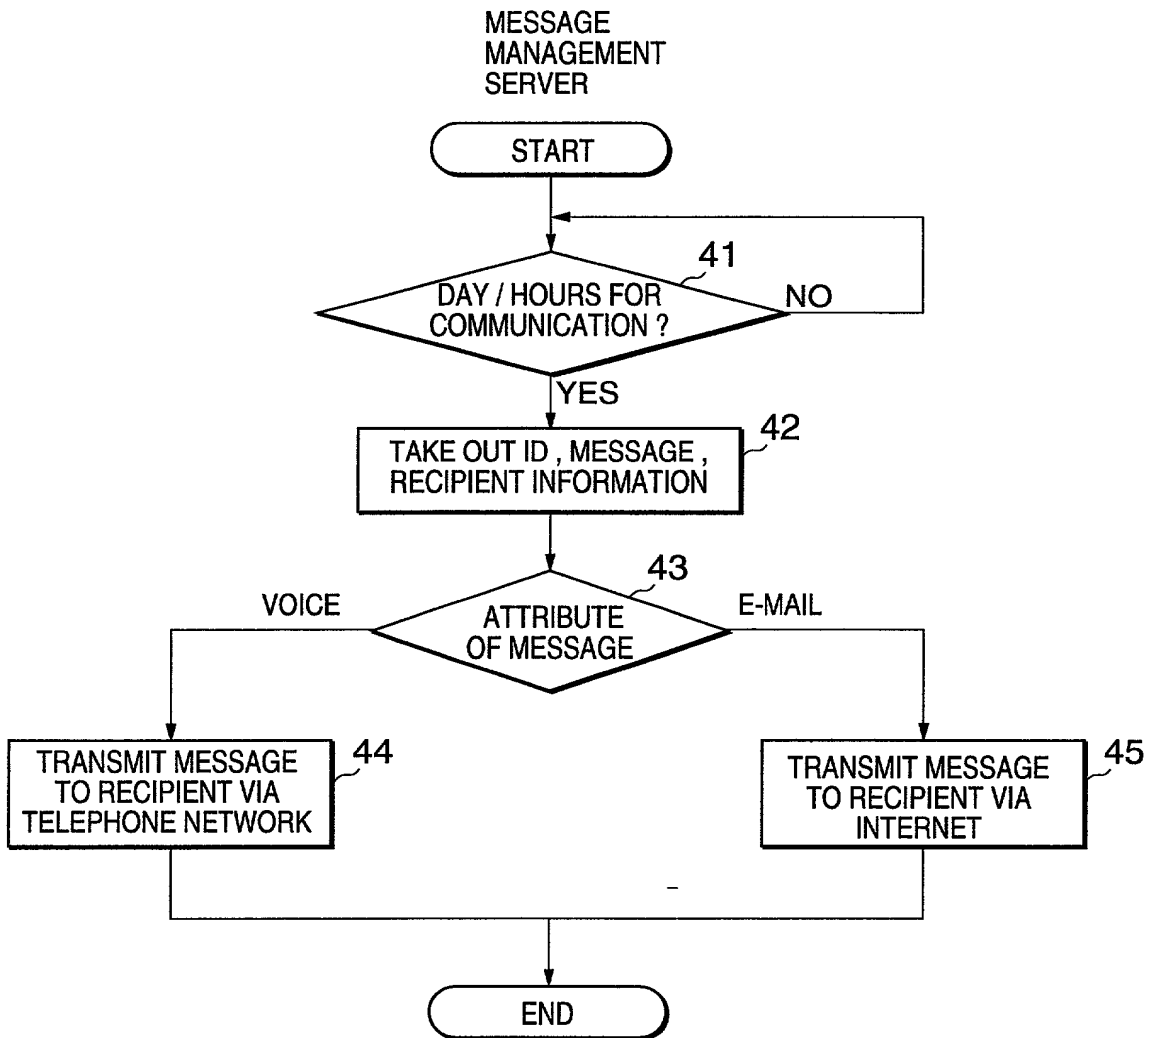 MESSAGE
MANAGEMENT
SERVER
START
41
DAY / HOURS FOR
COMMUNICATION ?
NO
YES
42
TAKE OUT ID , MESSAGE ,
RECIPIENT INFORMATION
43
VOICE
E-MAIL
ATTRIBUTE
OF MESSAGE
44
TRANSMIT MESSAGE
TO RECIPIENT VIA
TELEPHONE NETWORK
45
TRANSMIT MESSAGE
TO RECIPIENT VIA
INTERNET
END